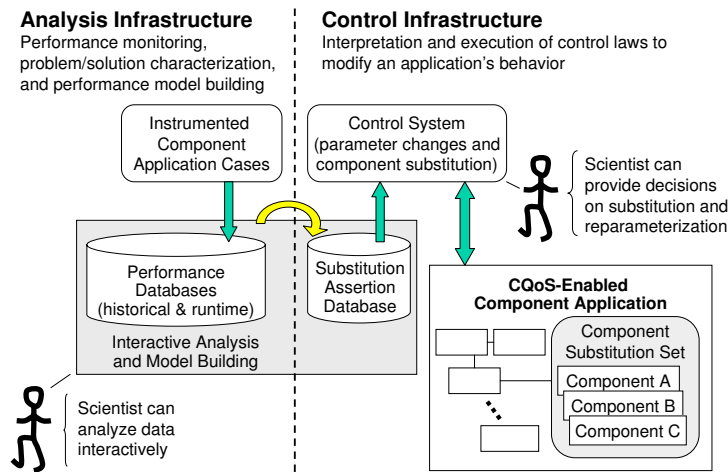 Analysis Infrastructure
Performance monitoring,
problem/solution characterization,
and performance model building
Control Infrastructure
Interpretation and execution of control laws to
modify an application's behavior
Instrumented
Component
Application Cases
Control System
(parameter changes and
component substitution)
Scientist can
provide decisions
on substitution and
reparameterization
Performance
Databases
(historical & runtime)
Substitution
Assertion
Database
Interactive Analysis
and Model Building
Scientist can
analyze data
interactively
CQoS-Enabled
Component Application
Component
Substitution Set
Component A
Component B
Component C